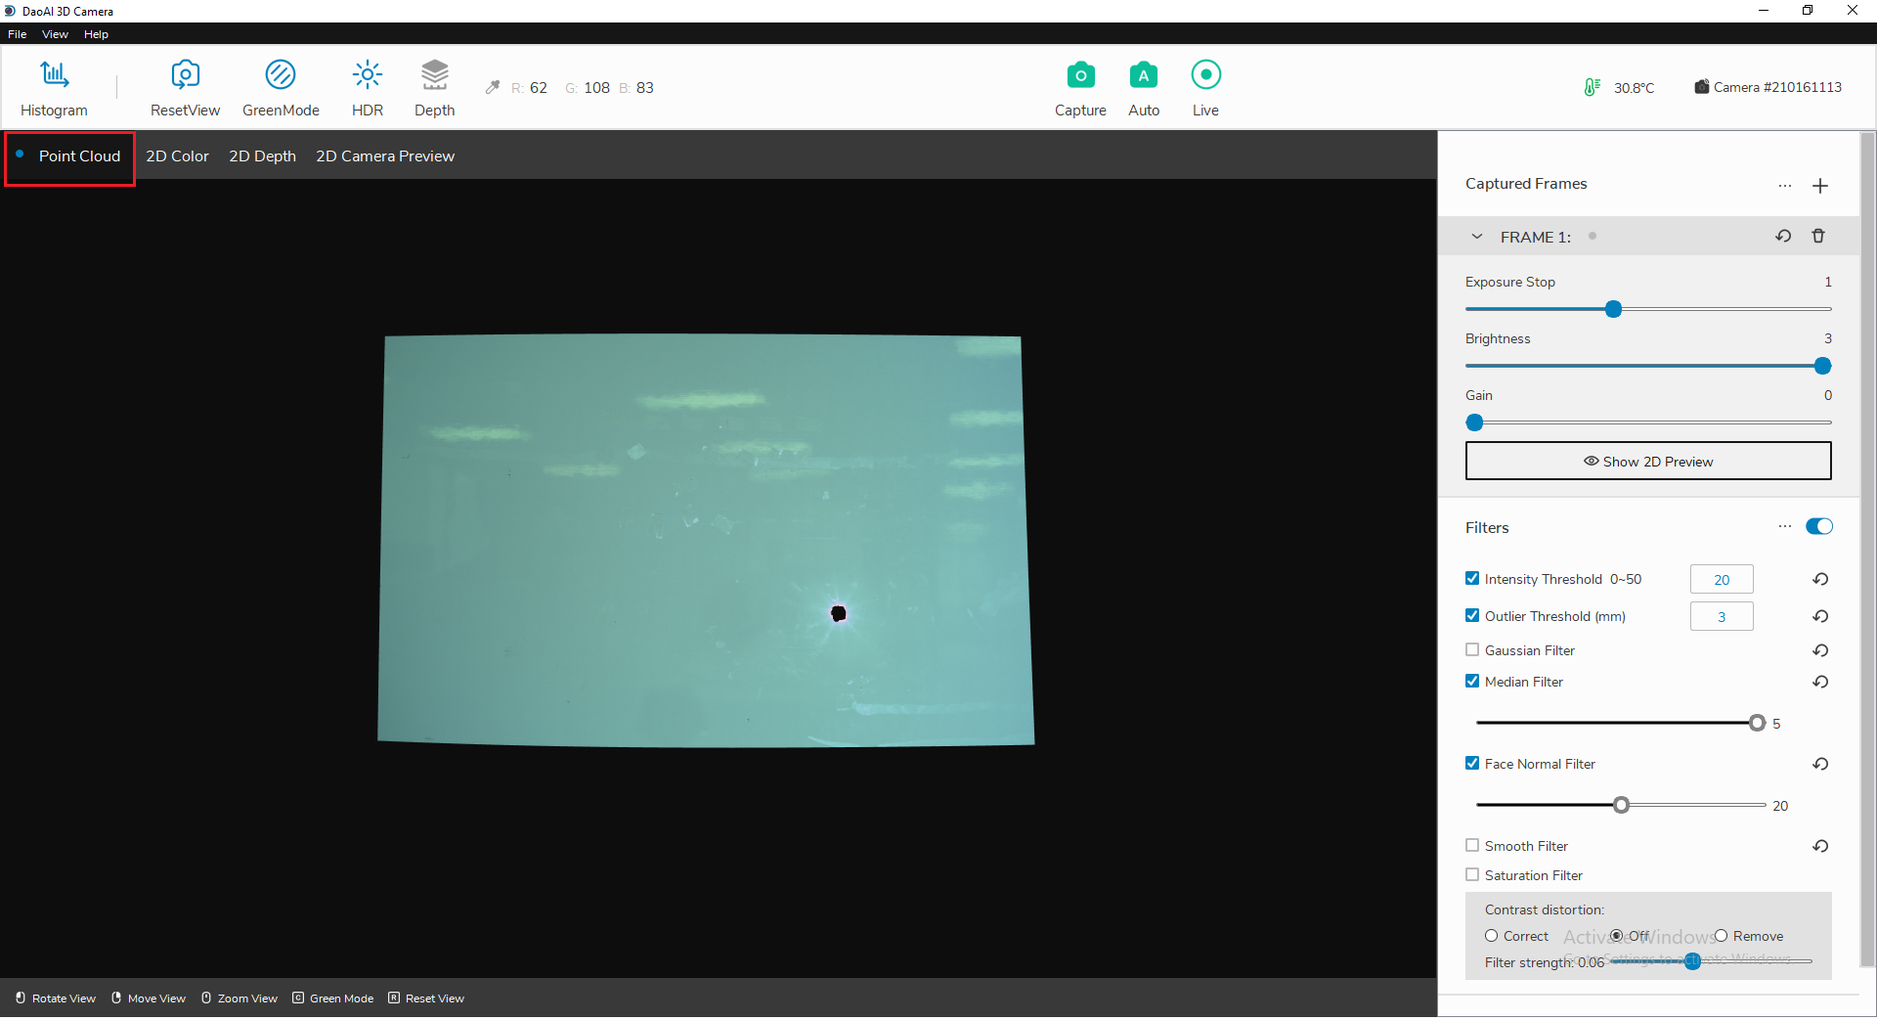 DaoAI 3D Camera
File View Help
Histogram ResetView GreenMode HDR Depth R: 62 G: 108 B: 83 Capture Auto Live 30.8°C Camera #210161113
Point Cloud 2D Color 2D Depth 2D Camera Preview
Captured Frames
FRAME 1:
Exposure Stop 1
Brightness 3
Gain 0
Show 2D Preview
Filters
Intensity Threshold 0~50 20
Outlier Threshold (mm) 3
Gaussian Filter
Median Filter
5
Face Normal Filter
20
Smooth Filter
Saturation Filter
Contrast distortion:
Correct Off Remove
Activate Windows
Filter strength: 0.06
Go to Settings to activate Windows.
Rotate View Move View Zoom View C Green Mode R Reset View